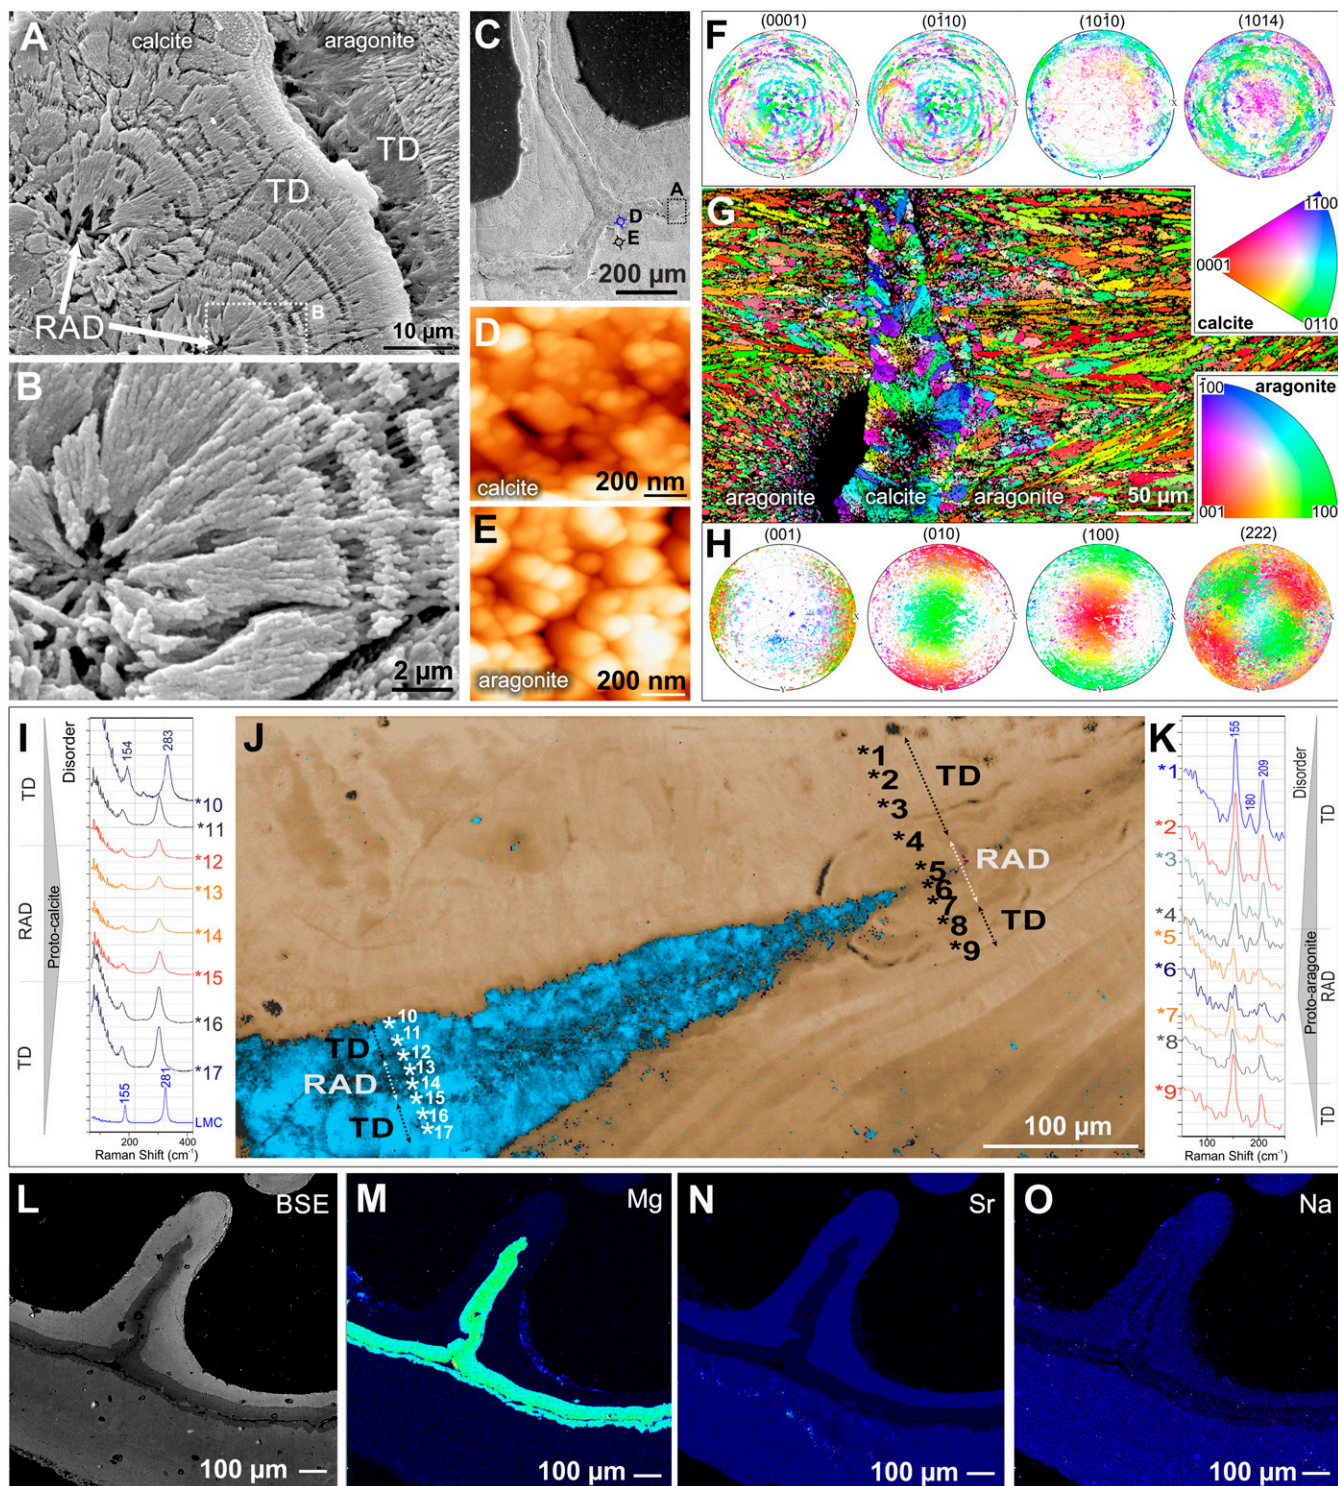 A
calcite
aragonite
TD
TD
RAD
B
10 µm
B
2 µm
C
A
D
E
200 µm
D
calcite
200 nm
E
aragonite
200 nm
F
(0001)
(01̄10)
(101̄0)
(1014)
X
X
X
X
Y
Y
Y
Y
G
aragonite
calcite
aragonite
50 µm
1̄100
0001
calcite
0110
1̄00
aragonite
001
100
H
(001)
(010)
(100)
(222)
X
X
X
X
Y
Y
Y
Y
I
Disorder
154
283
TD
RAD
TD
Proto-calcite
*10
*11
*12
*13
*14
*15
*16
*17
155
281
LMC
100
200
300
400
Raman Shift (cm⁻¹)
J
*1
*2
*3
*4
*5
*6
*7
*8
*9
TD
RAD
TD
*10
*11
*12
*13
*14
*15
*16
*17
TD
RAD
TD
100 µm
K
155
180
209
*1
*2
*3
*4
*5
*6
*7
*8
*9
Disorder
Proto-aragonite
TD
RAD
TD
100
200
Raman Shift (cm⁻¹)
L
BSE
100 µm
M
Mg
100 µm
N
Sr
100 µm
O
Na
100 µm